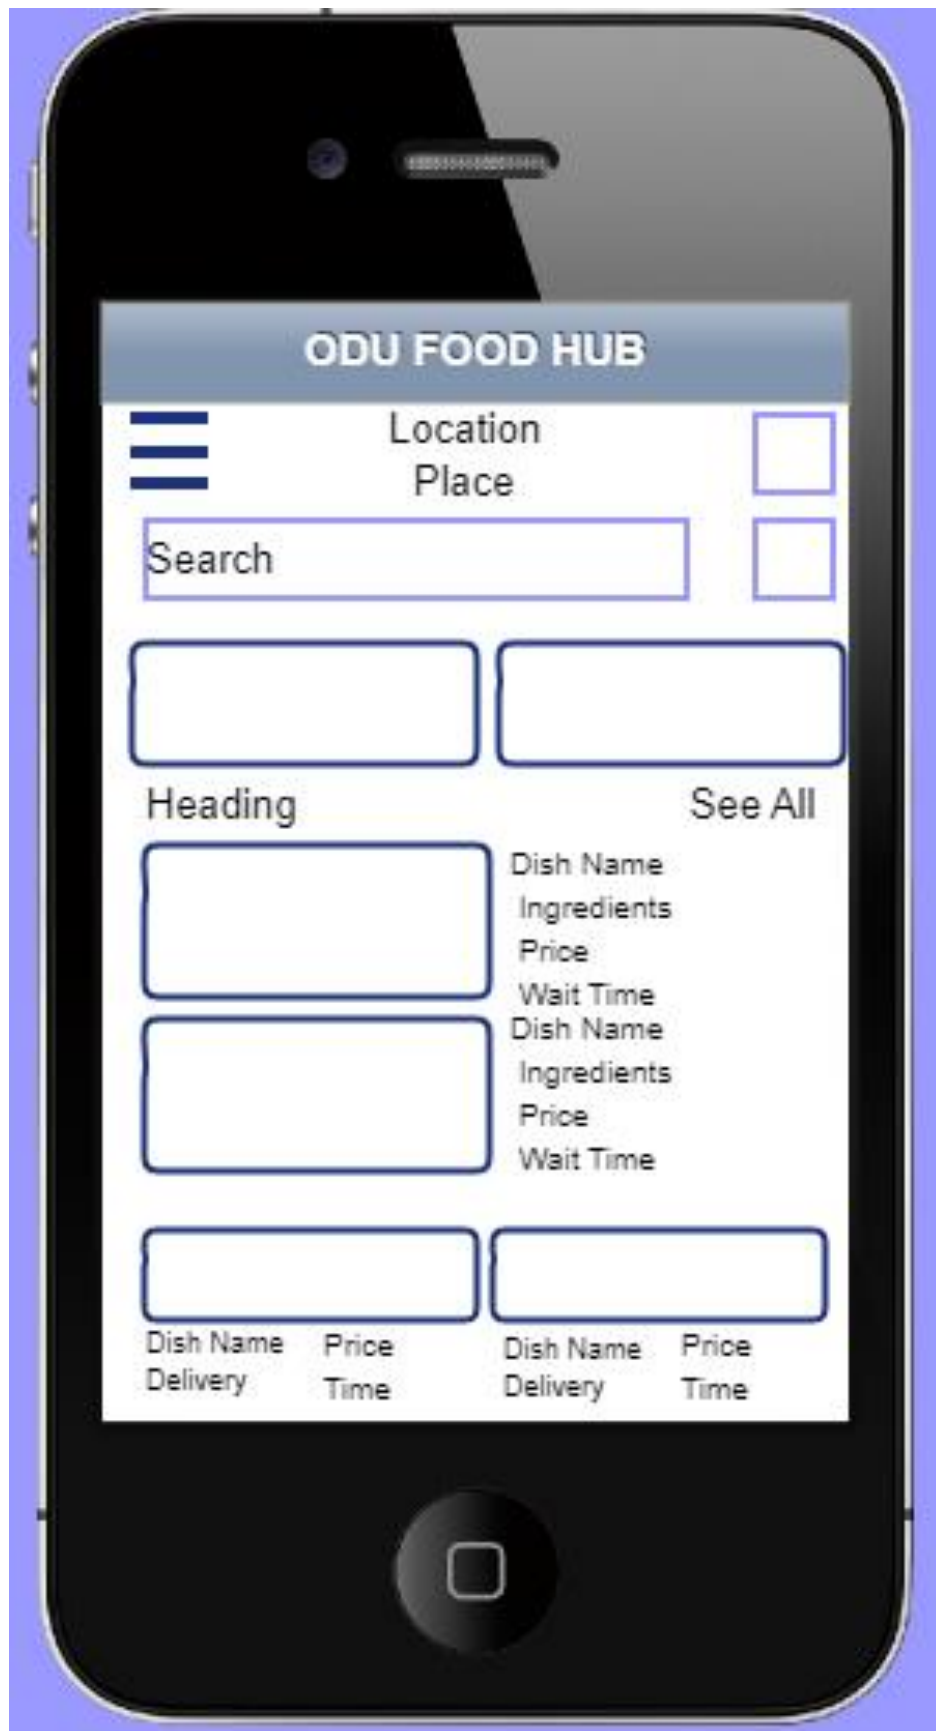 ODU FOOD HUB
Location
Place
Search
Heading
See All
Dish Name
Ingredients
Price
Wait Time
Dish Name
Ingredients
Price
Wait Time
Dish Name
Price
Delivery
Time
Dish Name
Price
Delivery
Time